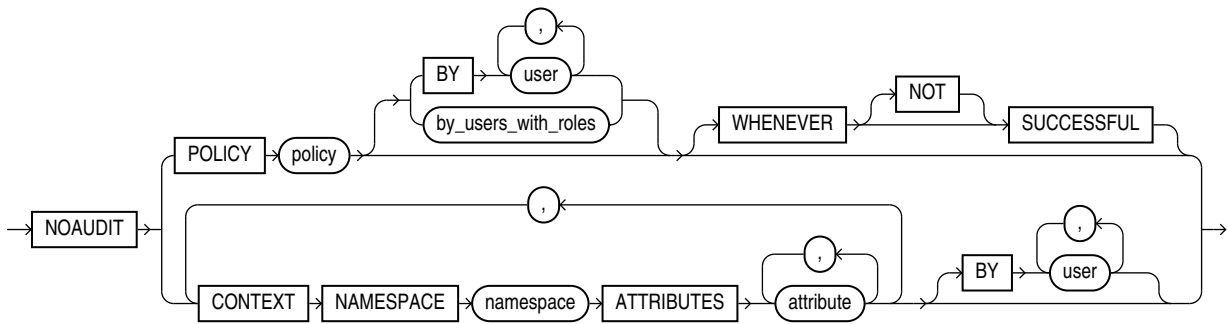 ,
BY user
NOT
by_users_with_roles
WHENEVER SUCCESSFUL
POLICY policy
,
,
NOAUDIT
,
BY user
CONTEXT NAMESPACE namespace ATTRIBUTES attribute